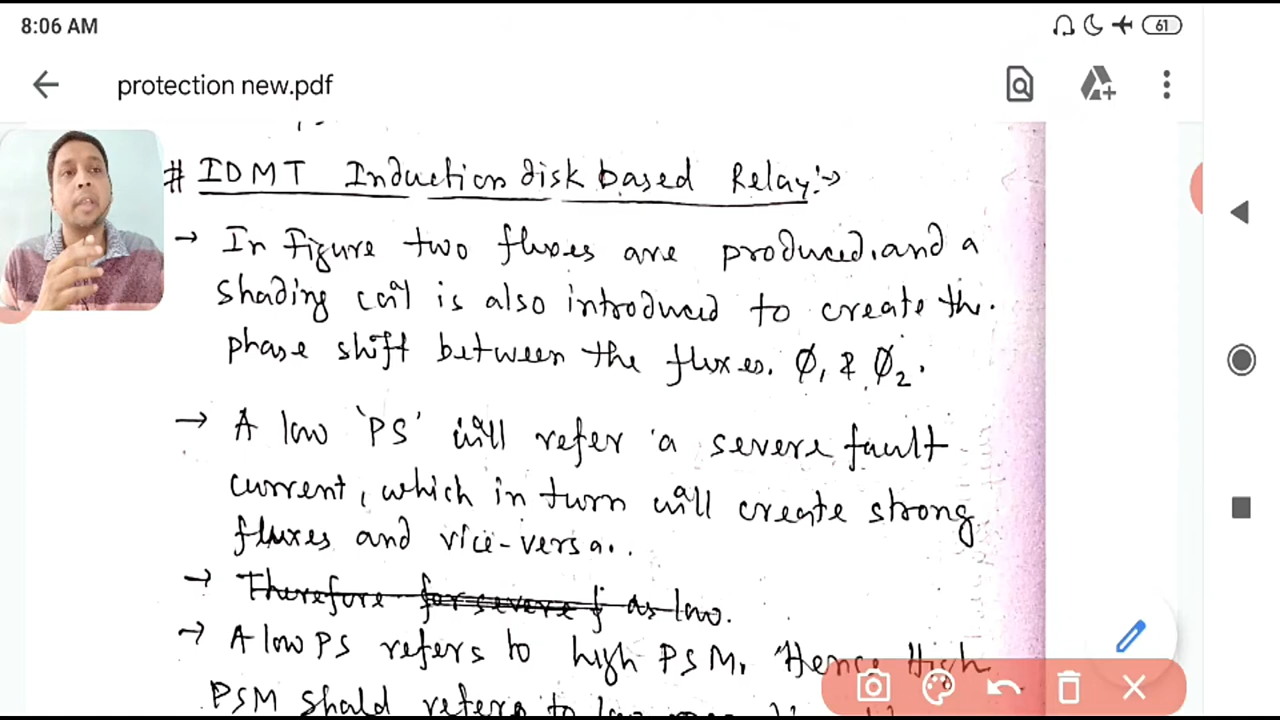 8:06 AM
61
protection new.pdf
# IDMT Induction disk based Relay:→
→ In Figure two fluxes are produced, and a
shading coil is also introduced to create the.
phase shift between the fluxes. Ø1 & Ø2.
→ A low 'PS' will refer a severe fault
current, which in turn will create strong
fluxes and vice-versa..
→ Therefore for severe f as low.
→ A low PS refers to high PSM, Hence High
PSM should refers to low